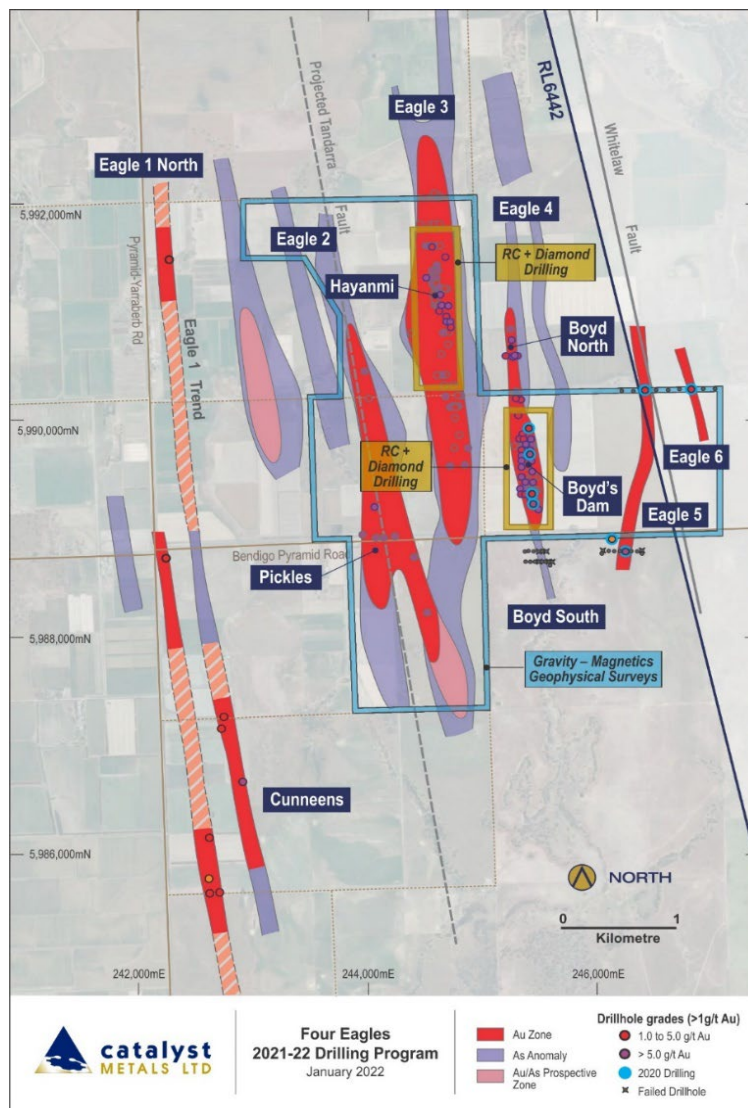 Projected Tandarra
Fault
Eagle 3
RL6442
Whitelaw
Fault
Eagle 1 North
5,992,000mN
Eagle 4
Eagle 2
RC + Diamond
Drilling
Hayanmi
Pyramid-Yarraberb Rd
Boyd
North
Eagle 1 Trend
5,990,000mN
RC +
Diamond
Drilling
Eagle 6
Boyd's
Dam
Eagle 5
Bendigo Pyramid Road
Pickles
Boyd South
5,988,000mN
Gravity – Magnetics
Geophysical Surveys
Cunneens
5,986,000mN
NORTH
0 1
Kilometre
242,000mE 244,000mE 246,000mE
catalyst
METALS LTD
Four Eagles
2021-22 Drilling Program
January 2022
Au Zone
As Anomaly
Au/As Prospective
Zone
Drillhole grades (>1g/t Au)
1.0 to 5.0 g/t Au
> 5.0 g/t Au
2020 Drilling
Failed Drillhole